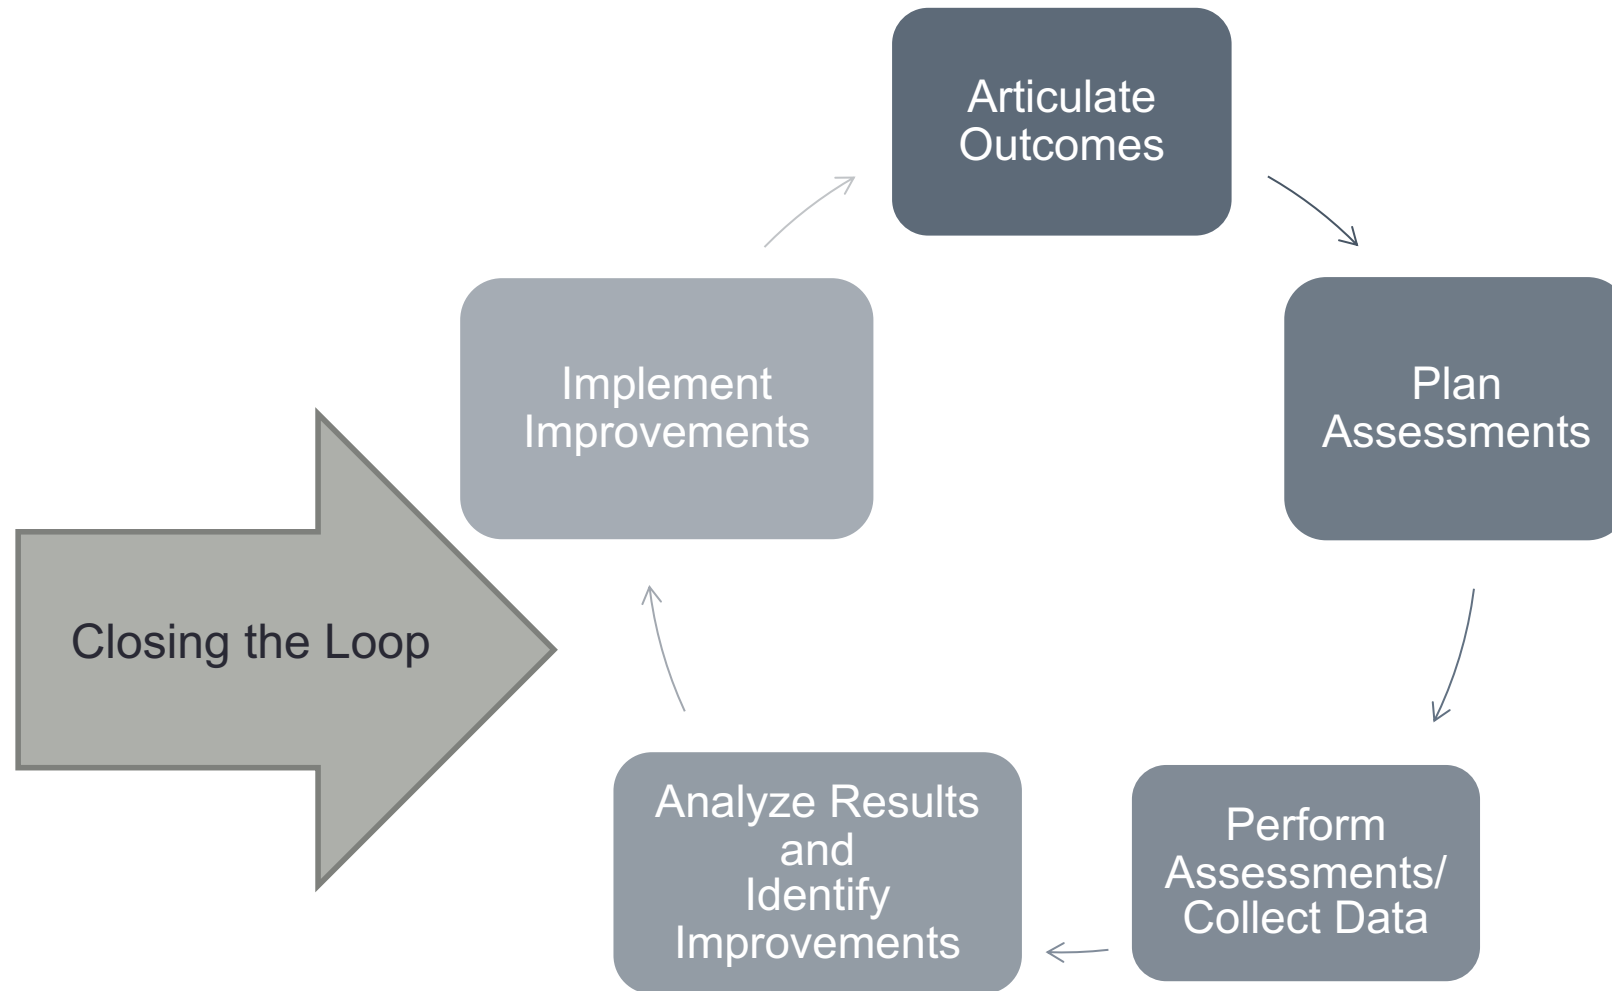 Articulate
Outcomes
Plan
Assessments
Perform
Assessments/
Collect Data
Analyze Results
and
Identify
Improvements
Implement
Improvements
Closing the Loop